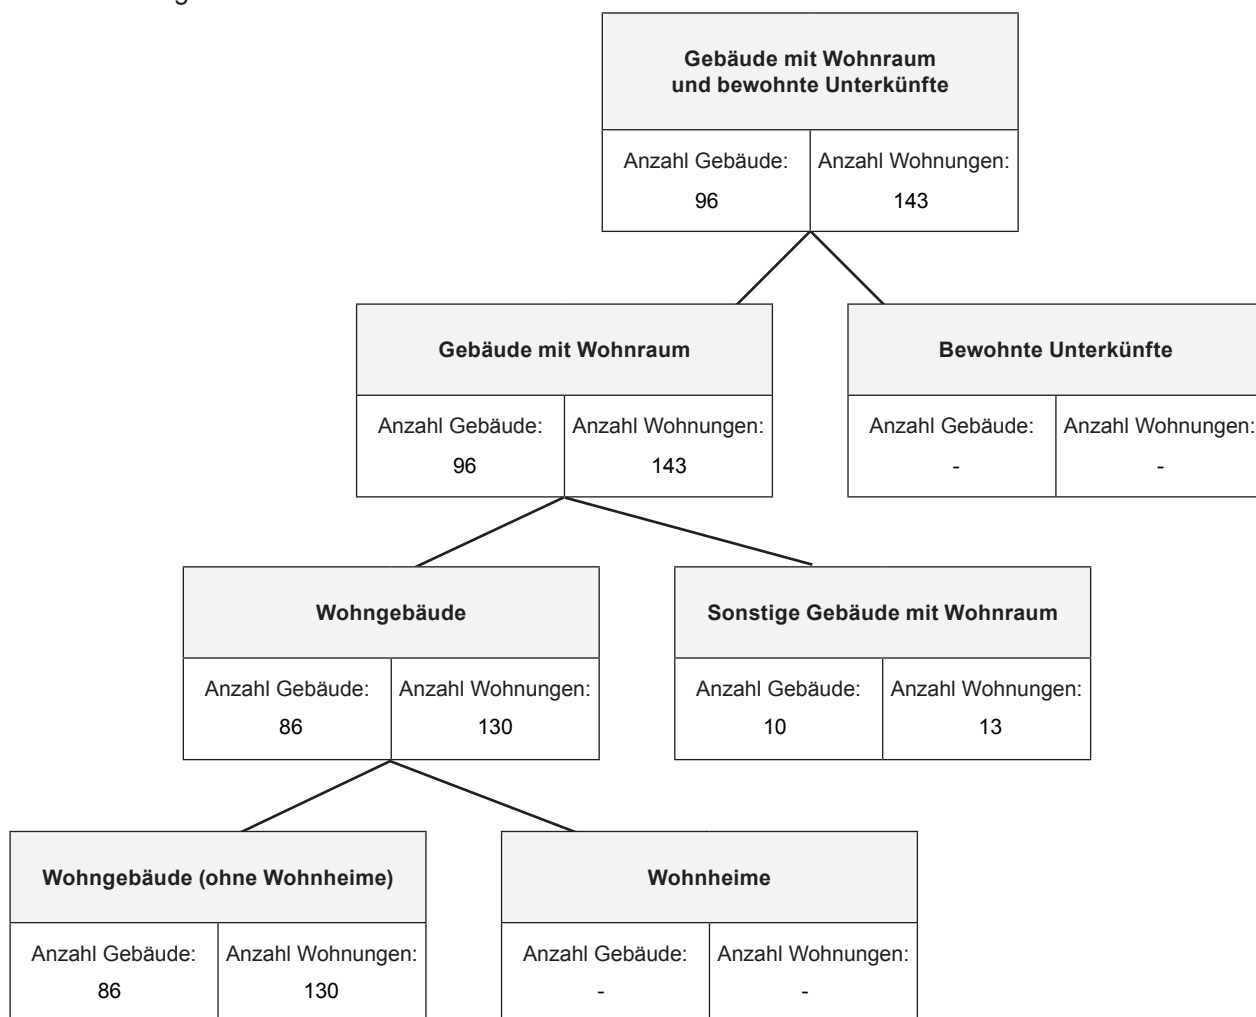 Gebäude mit Wohnraum
und bewohnte Unterkünfte
Anzahl Gebäude: Anzahl Wohnungen:
96 143
Gebäude mit Wohnraum
Bewohnte Unterkünfte
Anzahl Gebäude: Anzahl Wohnungen:
96 143
Anzahl Gebäude: Anzahl Wohnungen:
- -
Wohngebäude
Sonstige Gebäude mit Wohnraum
Anzahl Gebäude: Anzahl Wohnungen:
86 130
Anzahl Gebäude: Anzahl Wohnungen:
10 13
Wohngebäude (ohne Wohnheime)
Wohnheime
Anzahl Gebäude: Anzahl Wohnungen:
86 130
Anzahl Gebäude: Anzahl Wohnungen:
- -